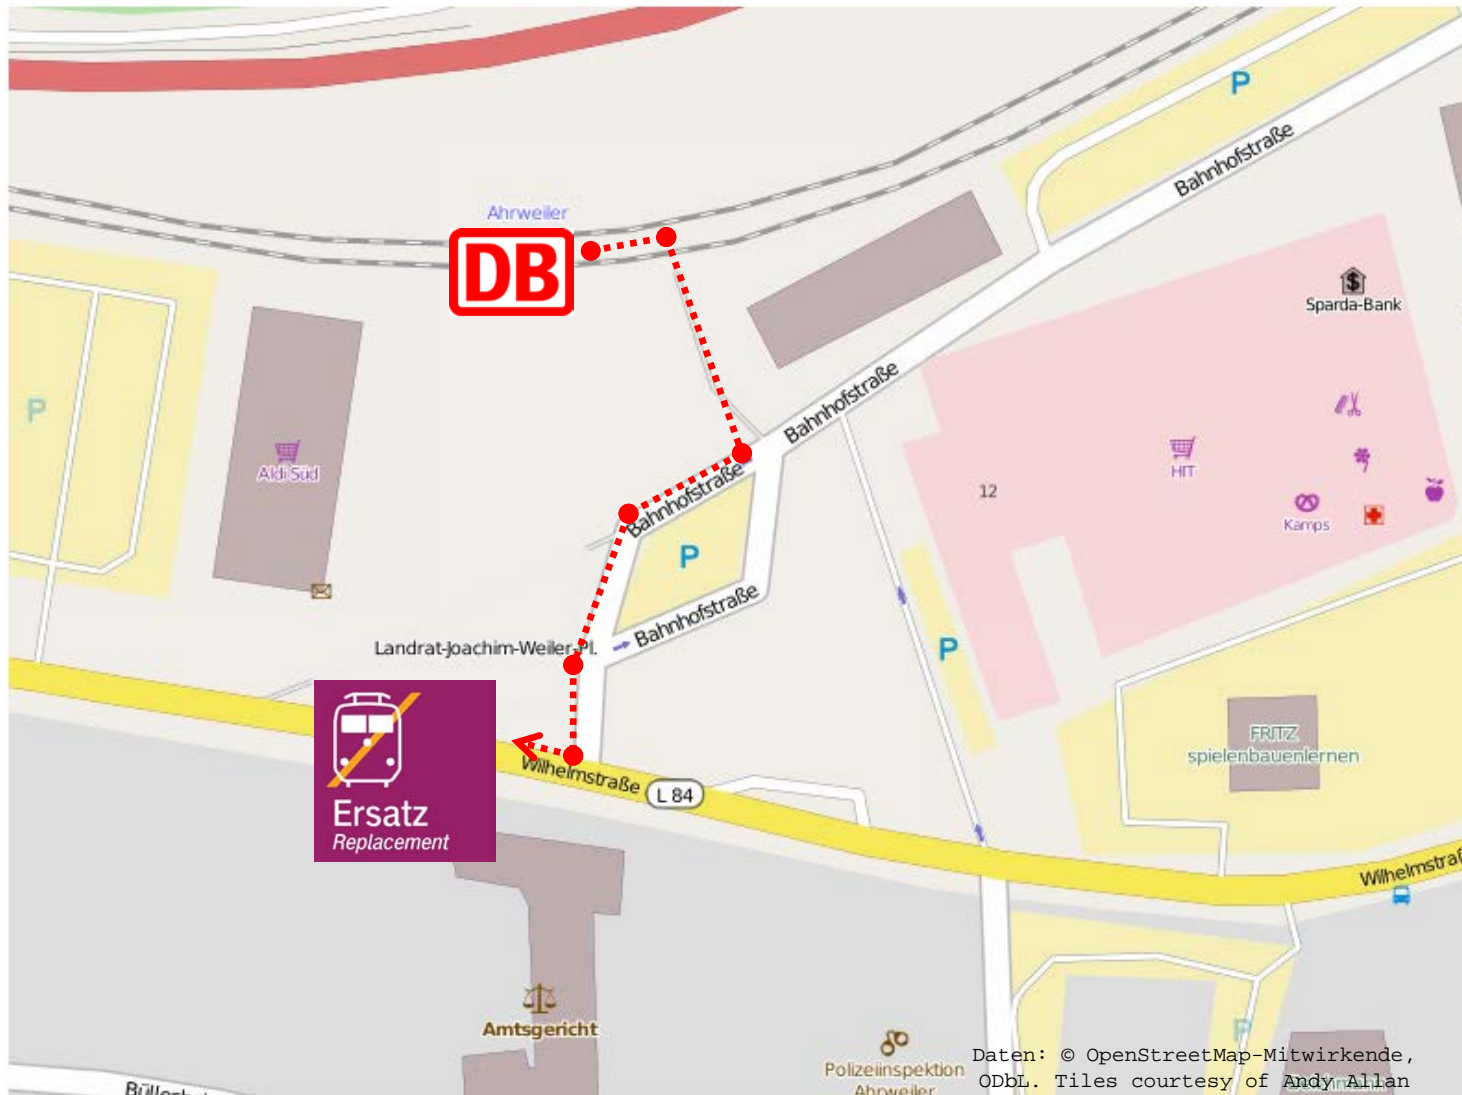 P
Bahnhofstraße
Ahrweiler
DB
Sparda-Bank
Bahnhofstraße
P
Aldi Süd
HIT
12
Kamps
Bahnhofstraße
P
Bahnhofstraße
Landrat-Joachim-Weiler-Pl.
P
FRITZ
spielenbauenlernen
Wilhelmstraße
L 84
Ersatz
Replacement
Amtsgericht
P
Polizeiinspektion
Ahrweiler
Daten: © OpenStreetMap-Mitwirkende,
ODbL. Tiles courtesy of Andy Allan